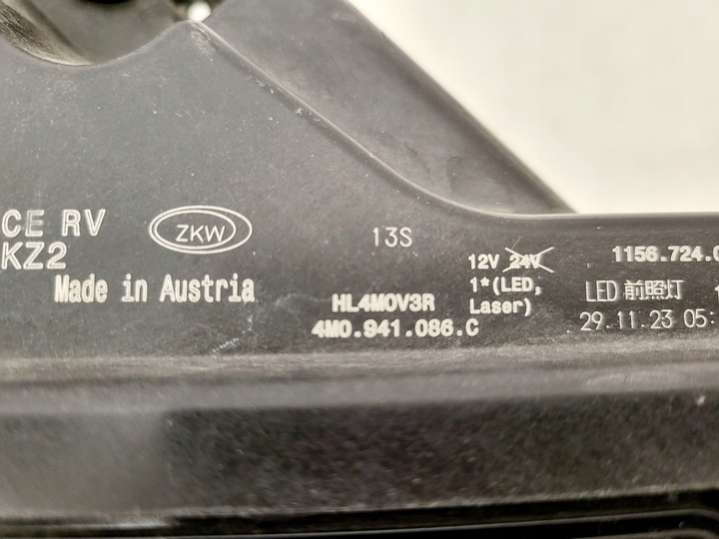 CE RV
KZ2
ZKW
Made in Austria
13S
HL4M0V3R
4M0.941.086.C
12V 24V
1*(LED,
Laser)
1156.724.
LED 前照灯
29.11.23 05: